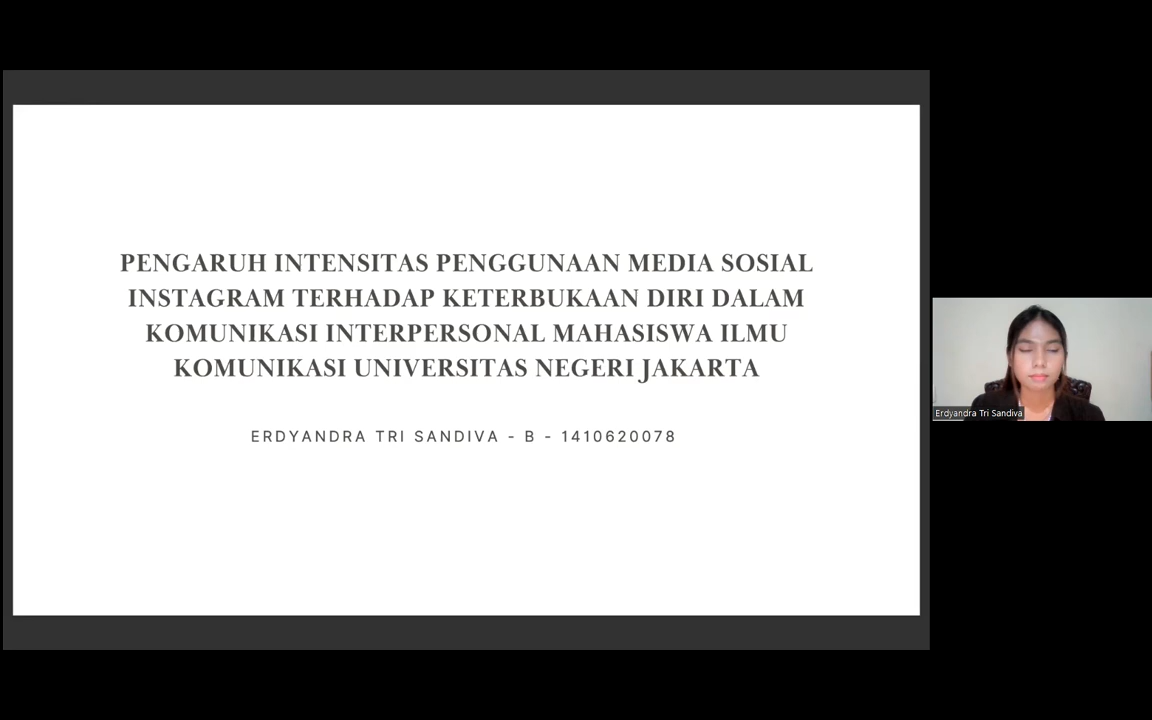 PENGARUH INTENSITAS PENGGUNAAN MEDIA SOSIAL
INSTAGRAM TERHADAP KETERBUKAAN DIRI DALAM
KOMUNIKASI INTERPERSONAL MAHASISWA ILMU
KOMUNIKASI UNIVERSITAS NEGERI JAKARTA
ERDYANDRA TRI SANDIVA - B - 1410620078
Erdyandra Tri Sandiva